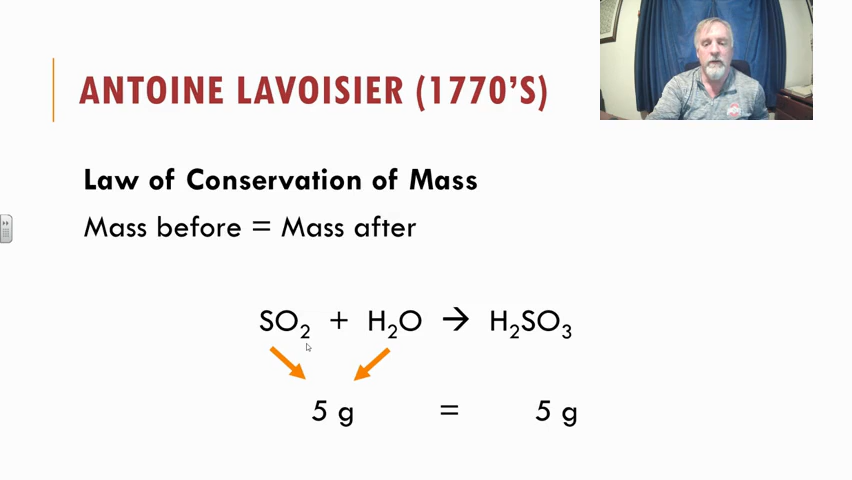 ANTOINE LAVOISIER (1770'S)
Law of Conservation of Mass
Mass before = Mass after
SO₂ + H₂O → H₂SO₃
5 g = 5 g